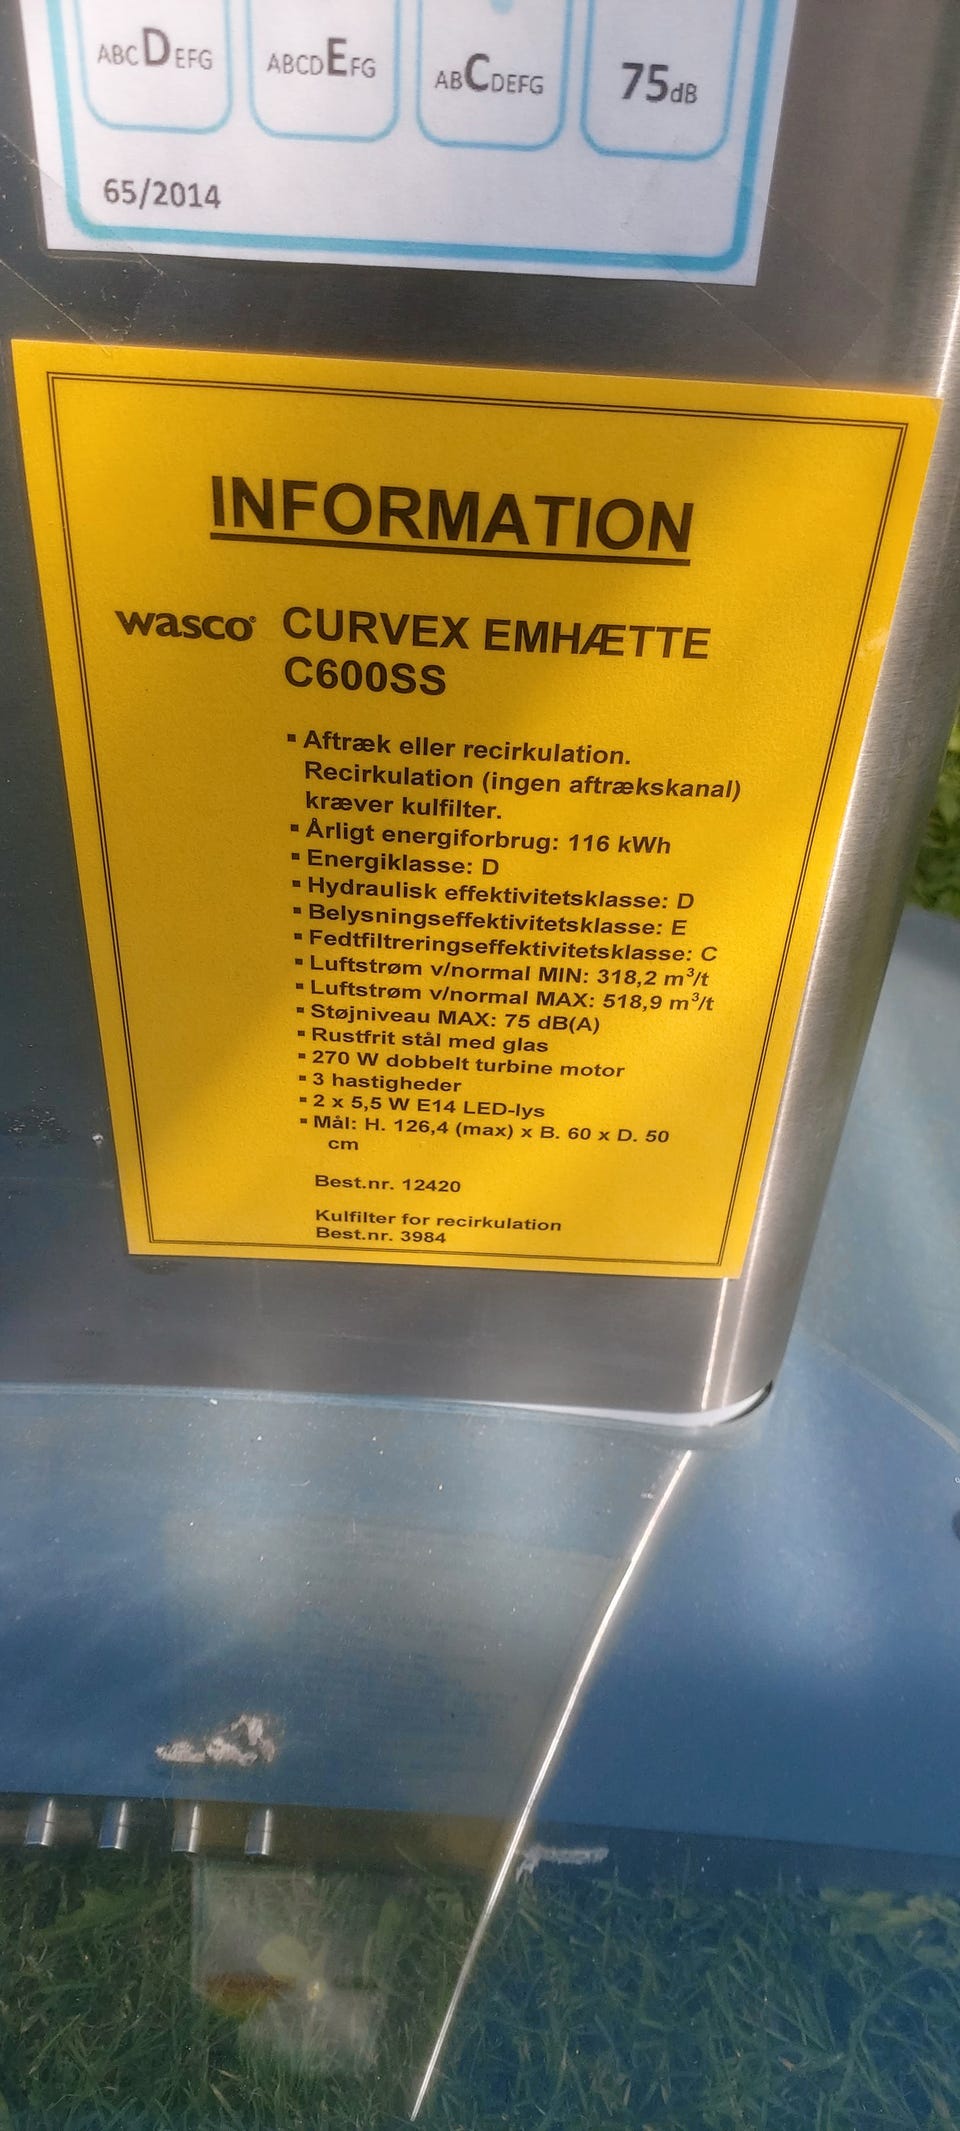 ABCDEFG ABCDEFG ABCDEFG 75dB
65/2014
INFORMATION
wasco® CURVEX EMHÆTTE
C600SS
▪ Aftræk eller recirkulation.
Recirkulation (ingen aftrækskanal)
kræver kulfilter.
▪ Årligt energiforbrug: 116 kWh
▪ Energiklasse: D
▪ Hydraulisk effektivitetsklasse: D
▪ Belysningseffektivitetsklasse: E
▪ Fedtfiltreringseffektivitetsklasse: C
▪ Luftstrøm v/normal MIN: 318,2 m³/t
▪ Luftstrøm v/normal MAX: 518,9 m³/t
▪ Støjniveau MAX: 75 dB(A)
▪ Rustfrit stål med glas
▪ 270 W dobbelt turbine motor
▪ 3 hastigheder
▪ 2 x 5,5 W E14 LED-lys
▪ Mål: H. 126,4 (max) x B. 60 x D. 50
cm
Best.nr. 12420
Kulfilter for recirkulation
Best.nr. 3984